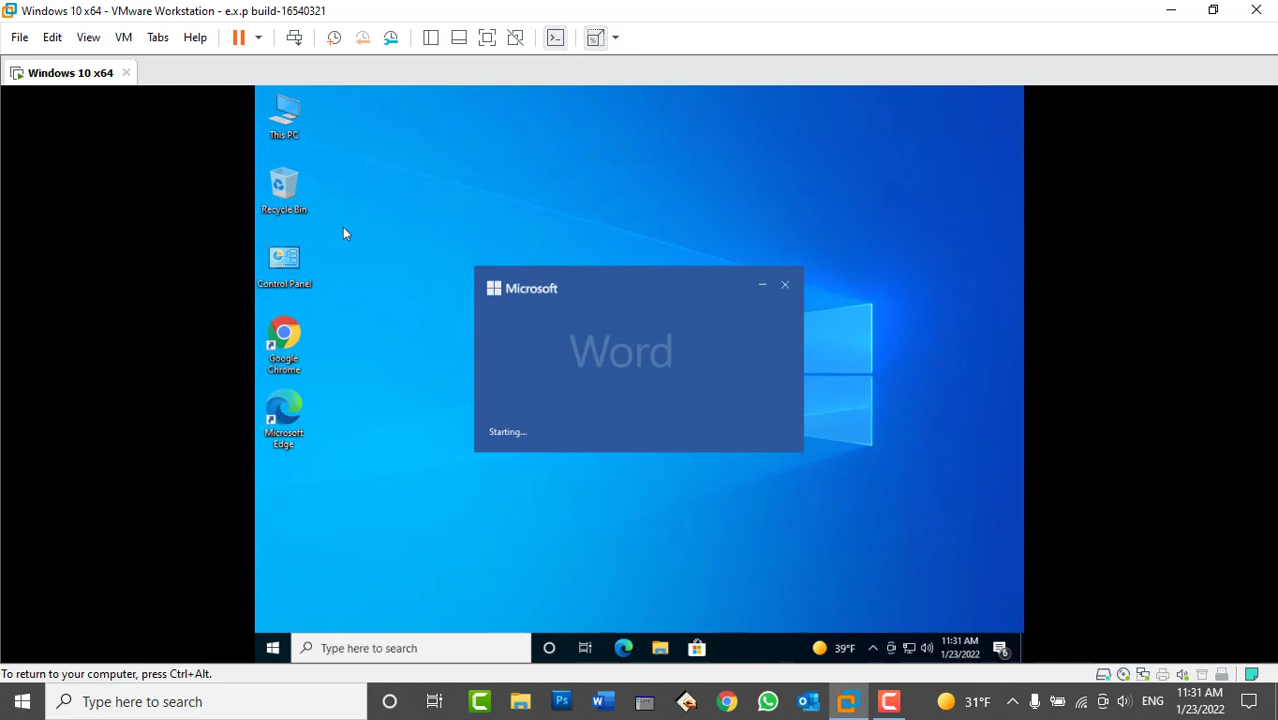 Windows 10 x64 - VMware Workstation - e.x.p build-16540321
File Edit View VM Tabs Help
Windows 10 x64
This PC
Recycle Bin
Control Panel
Google
Chrome
Microsoft
Edge
Microsoft
Word
Starting...
Type here to search
39°F
11:31 AM
1/23/2022
5
To return to your computer, press Ctrl+Alt.
Type here to search
Ps
31°F
ENG
11:31 AM
1/23/2022